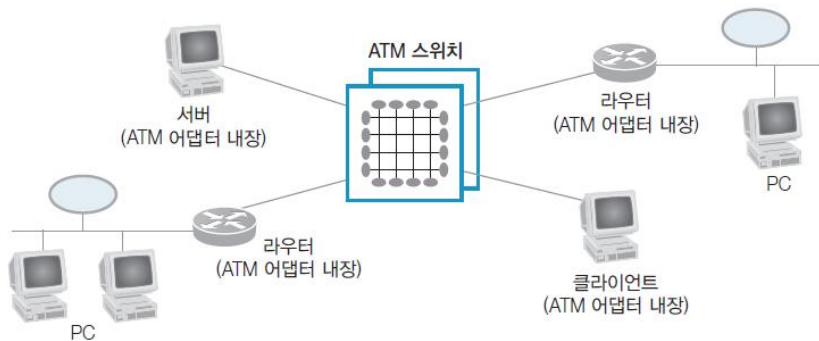 ATM 스위치
서버
(ATM 어댑터 내장)
라우터
(ATM 어댑터 내장)
PC
라우터
(ATM 어댑터 내장)
PC
클라이언트
(ATM 어댑터 내장)